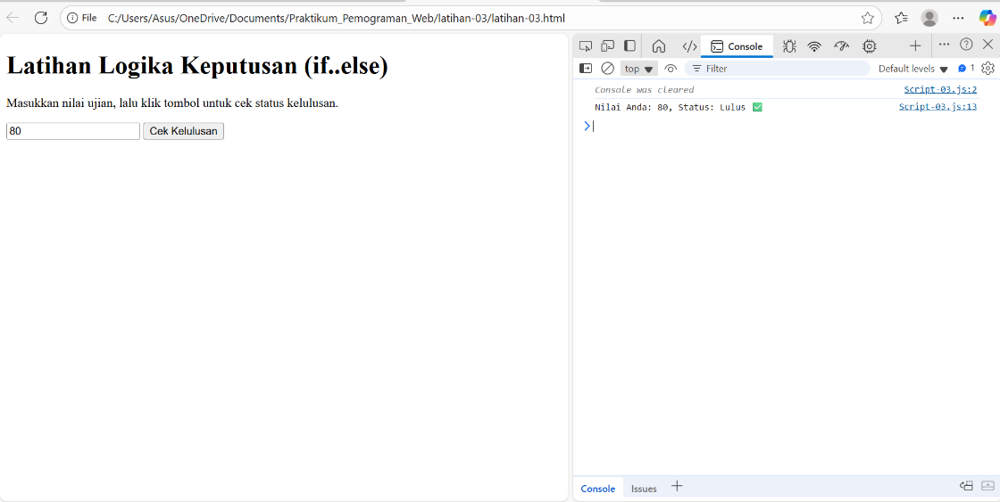 File C:/Users/Asus/OneDrive/Documents/Praktikum_Pemograman_Web/latihan-03/latihan-03.html
Latihan Logika Keputusan (if..else)
Masukkan nilai ujian, lalu klik tombol untuk cek status kelulusan.
80 Cek Kelulusan
Console
top Filter Default levels 1
Console was cleared Script-03.js:2
Nilai Anda: 80, Status: Lulus ✅ Script-03.js:13
Console Issues